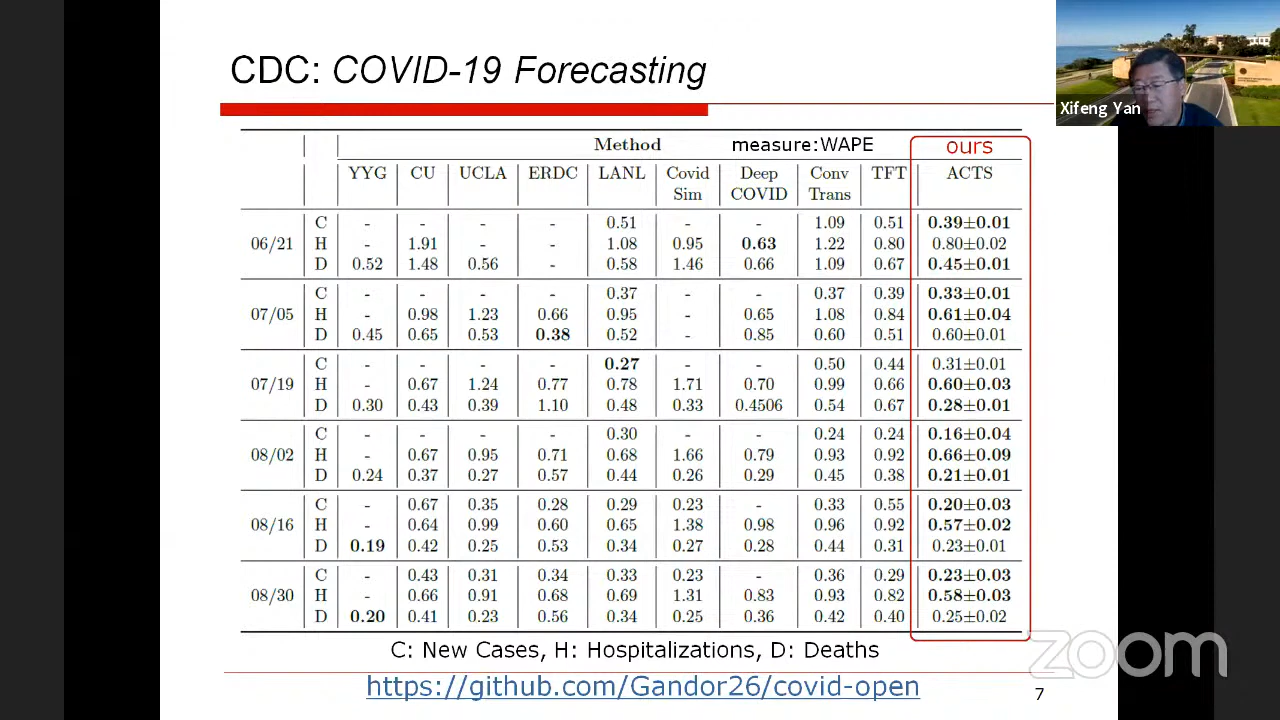 CDC: COVID-19 Forecasting
Xifeng Yan
Method measure:WAPE ours
YYG CU UCLA ERDC LANL Covid Sim Deep COVID Conv Trans TFT ACTS
C - - - - 0.51 - - 1.09 0.51 0.39±0.01
06/21 H - 1.91 - - 1.08 0.95 0.63 1.22 0.80 0.80±0.02
D 0.52 1.48 0.56 - 0.58 1.46 0.66 1.09 0.67 0.45±0.01
C - - - - 0.37 - - 0.37 0.39 0.33±0.01
07/05 H - 0.98 1.23 0.66 0.95 - 0.65 1.08 0.84 0.61±0.04
D 0.45 0.65 0.53 0.38 0.52 - 0.85 0.60 0.51 0.60±0.01
C - - - - 0.27 - - 0.50 0.44 0.31±0.01
07/19 H - 0.67 1.24 0.77 0.78 1.71 0.70 0.99 0.66 0.60±0.03
D 0.30 0.43 0.39 1.10 0.48 0.33 0.4506 0.54 0.67 0.28±0.01
C - - - - 0.30 - - 0.24 0.24 0.16±0.04
08/02 H - 0.67 0.95 0.71 0.68 1.66 0.79 0.93 0.92 0.66±0.09
D 0.24 0.37 0.27 0.57 0.44 0.26 0.29 0.45 0.38 0.21±0.01
C - 0.67 0.35 0.28 0.29 0.23 - 0.33 0.55 0.20±0.03
08/16 H - 0.64 0.99 0.60 0.65 1.38 0.98 0.96 0.92 0.57±0.02
D 0.19 0.42 0.25 0.53 0.34 0.27 0.28 0.44 0.31 0.23±0.01
C - 0.43 0.31 0.34 0.33 0.23 - 0.36 0.29 0.23±0.03
08/30 H - 0.66 0.91 0.68 0.69 1.31 0.83 0.93 0.82 0.58±0.03
D 0.20 0.41 0.23 0.56 0.34 0.25 0.36 0.42 0.40 0.25±0.02
C: New Cases, H: Hospitalizations, D: Deaths
zoom
https://github.com/Gandor26/covid-open
7